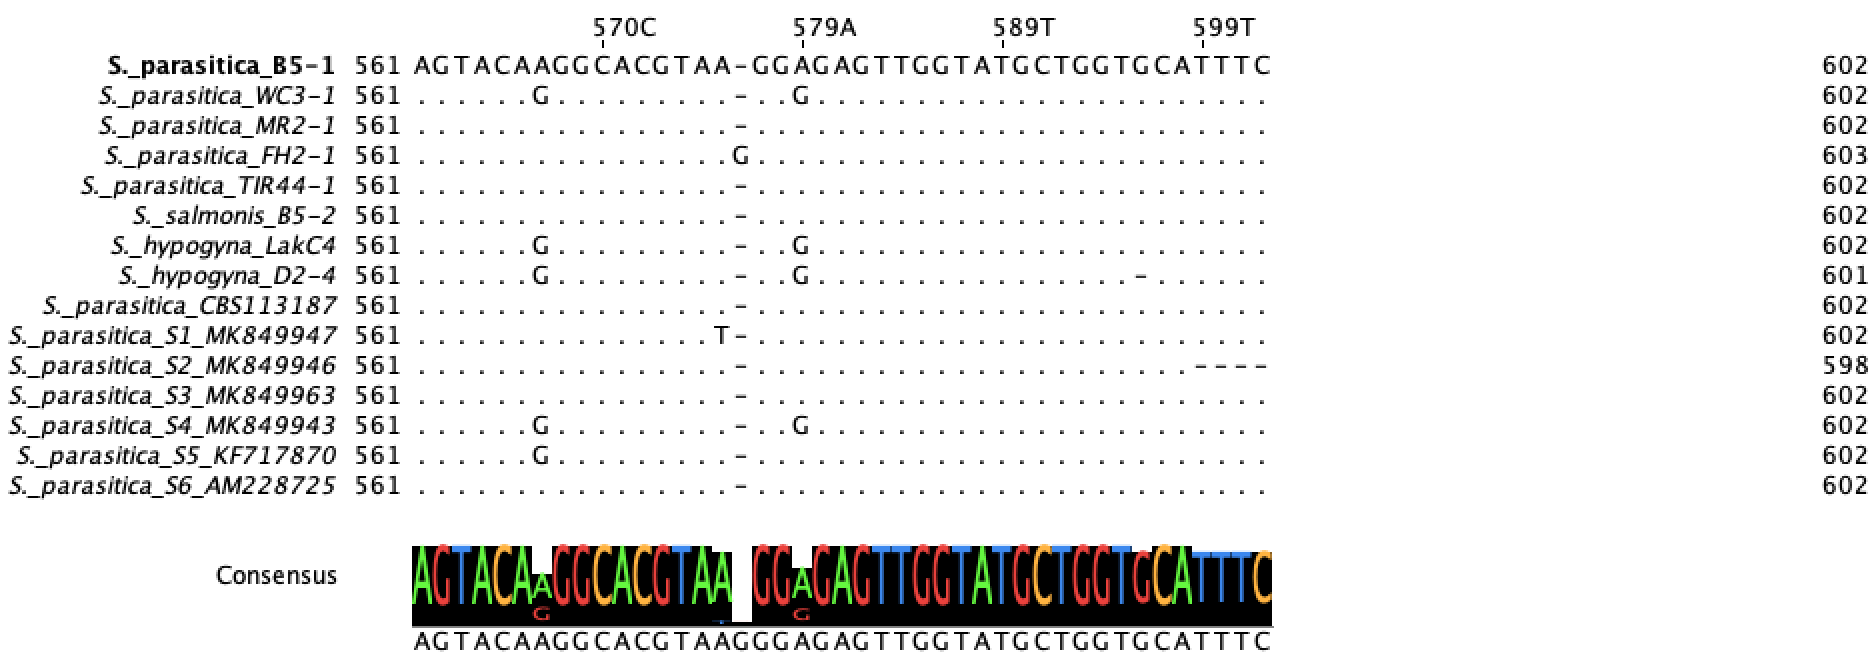 570C 579A 589T 599T
S._parasitica_B5-1 561 AGTACAAGGCACGTAA-GGAGAGTTGGTATGCTGGTGCATTTC 602
S._parasitica_WC3-1 561 ......G.........-..G....................... 602
S._parasitica_MR2-1 561 ................-.......................... 602
S._parasitica_FH2-1 561 ................G.......................... 603
S._parasitica_TIR44-1 561 ................-.......................... 602
S._salmonis_B5-2 561 ................-.......................... 602
S._hypogyna_LakC4 561 ......G.........-..G....................... 602
S._hypogyna_D2-4 561 ......G.........-..G................-...... 601
S._parasitica_CBS113187 561 ................-.......................... 602
S._parasitica_S1_MK849947 561 ...............T-.......................... 602
S._parasitica_S2_MK849946 561 ................-......................---- 598
S._parasitica_S3_MK849963 561 ................-.......................... 602
S._parasitica_S4_MK849943 561 ......G.........-..G....................... 602
S._parasitica_S5_KF717870 561 ......G.........-.......................... 602
S._parasitica_S6_AM228725 561 ................-.......................... 602
Consensus AGTACAAGGCACGTAA GGAGAGTTGGTATGCTGGTGCATTTC
G G
AGTACAAGGCACGTAAGGGAGAGTTGGTATGCTGGTGCATTTC